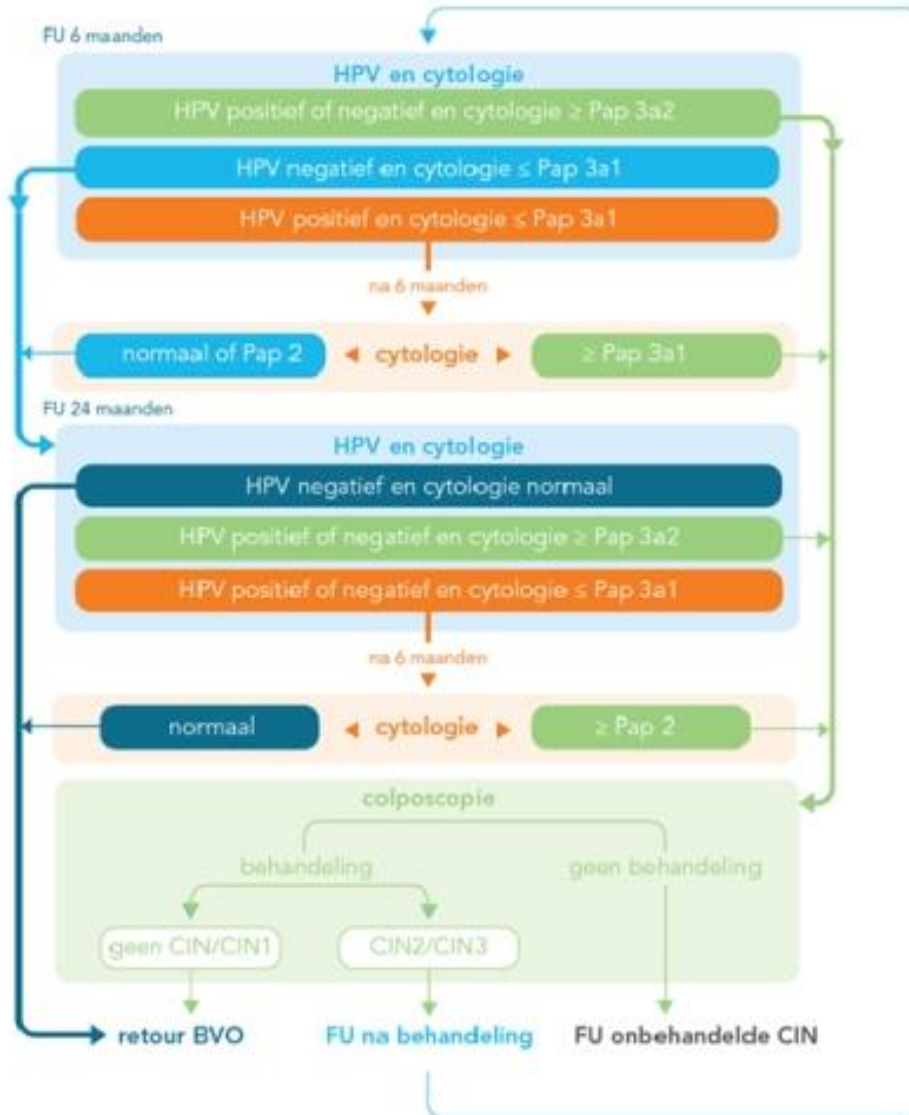 FU 6 maanden
HPV en cytologie
HPV positief of negatief en cytologie ≥ Pap 3a2
HPV negatief en cytologie ≤ Pap 3a1
HPV positief en cytologie ≤ Pap 3a1
na 6 maanden
normaal of Pap 2
cytologie
≥ Pap 3a1
FU 24 maanden
HPV en cytologie
HPV negatief en cytologie normaal
HPV positief of negatief en cytologie ≥ Pap 3a2
HPV positief of negatief en cytologie ≤ Pap 3a1
na 6 maanden
normaal
cytologie
≥ Pap 2
colposcopie
behandeling
geen behandeling
geen CIN/CIN1
CIN2/CIN3
retour BVO
FU na behandeling
FU onbehandelde CIN